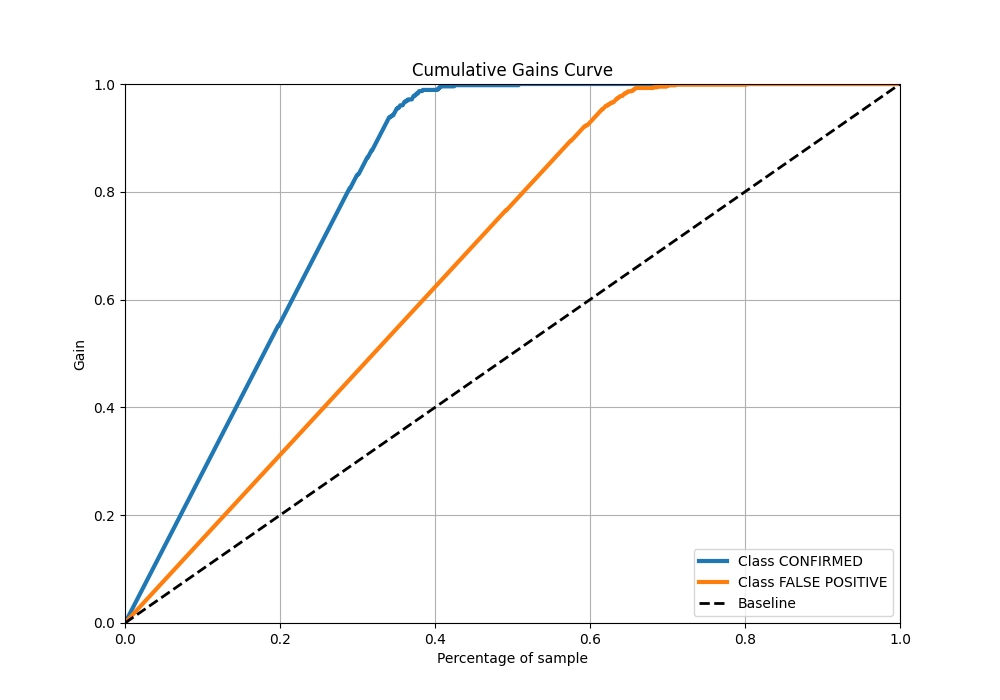 Cumulative Gains Curve
Gain
1.0
0.8
0.6
0.4
0.2
0.0
0.0 0.2 0.4 0.6 0.8 1.0
Percentage of sample
Class CONFIRMED
Class FALSE POSITIVE
Baseline